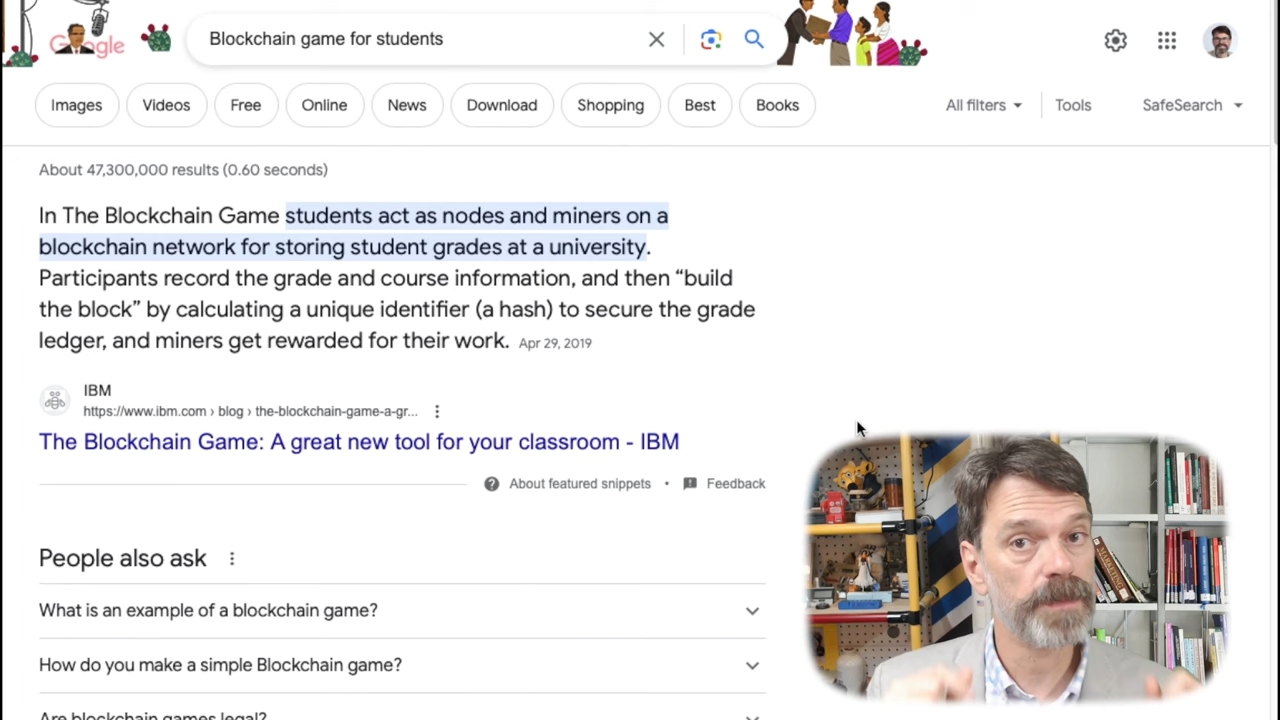 Google
Blockchain game for students
Images Videos Free Online News Download Shopping Best Books All filters Tools SafeSearch
About 47,300,000 results (0.60 seconds)
In The Blockchain Game students act as nodes and miners on a
blockchain network for storing student grades at a university.
Participants record the grade and course information, and then “build
the block” by calculating a unique identifier (a hash) to secure the grade
ledger, and miners get rewarded for their work. Apr 29, 2019
IBM
https://www.ibm.com › blog › the-blockchain-game-a-gr...
The Blockchain Game: A great new tool for your classroom - IBM
About featured snippets • Feedback
People also ask
What is an example of a blockchain game?
How do you make a simple Blockchain game?
Are blockchain games legal?
MARKETING